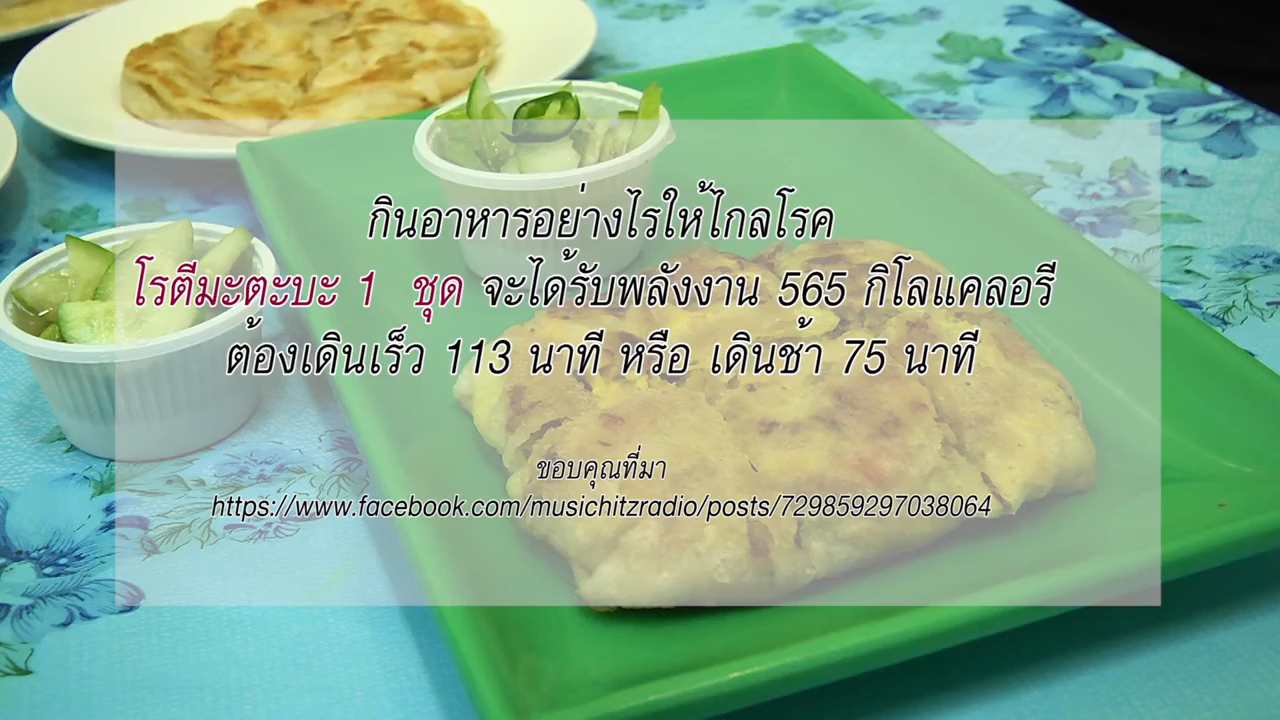 กินอาหารอย่างไรให้ไกลโรค
โรตีมะตะบะ 1 ชุด จะได้รับพลังงาน 565 กิโลแคลอรี
ต้องเดินเร็ว 113 นาที หรือ เดินช้า 75 นาที
ขอบคุณที่มา
https://www.facebook.com/musichitzradio/posts/729859297038064